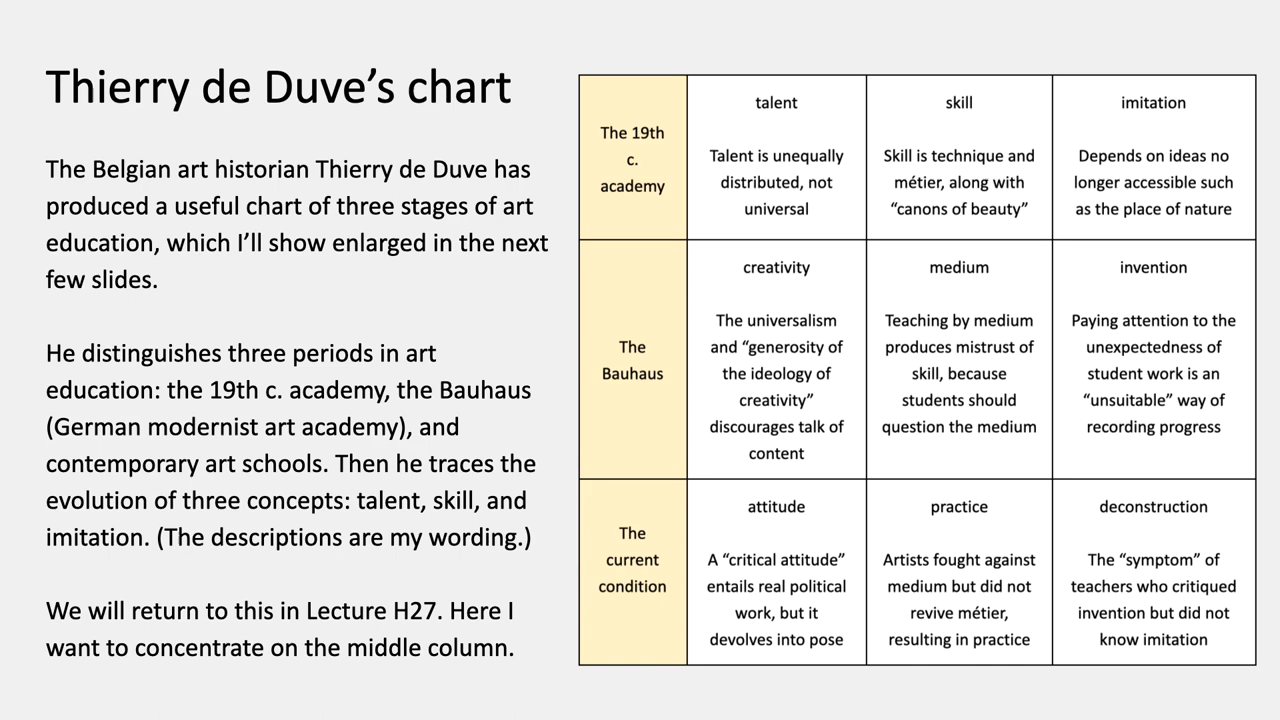 Thierry de Duve’s chart
The Belgian art historian Thierry de Duve has
produced a useful chart of three stages of art
education, which I’ll show enlarged in the next
few slides.
He distinguishes three periods in art
education: the 19th c. academy, the Bauhaus
(German modernist art academy), and
contemporary art schools. Then he traces the
evolution of three concepts: talent, skill, and
imitation. (The descriptions are my wording.)
We will return to this in Lecture H27. Here I
want to concentrate on the middle column.
The 19th
c.
academy
talent
Talent is unequally
distributed, not
universal
skill
Skill is technique and
métier, along with
“canons of beauty”
imitation
Depends on ideas no
longer accessible such
as the place of nature
The
Bauhaus
creativity
The universalism
and “generosity of
the ideology of
creativity”
discourages talk of
content
medium
Teaching by medium
produces mistrust of
skill, because
students should
question the medium
invention
Paying attention to the
unexpectedness of
student work is an
“unsuitable” way of
recording progress
The
current
condition
attitude
A “critical attitude”
entails real political
work, but it
devolves into pose
practice
Artists fought against
medium but did not
revive métier,
resulting in practice
deconstruction
The “symptom” of
teachers who critiqued
invention but did not
know imitation